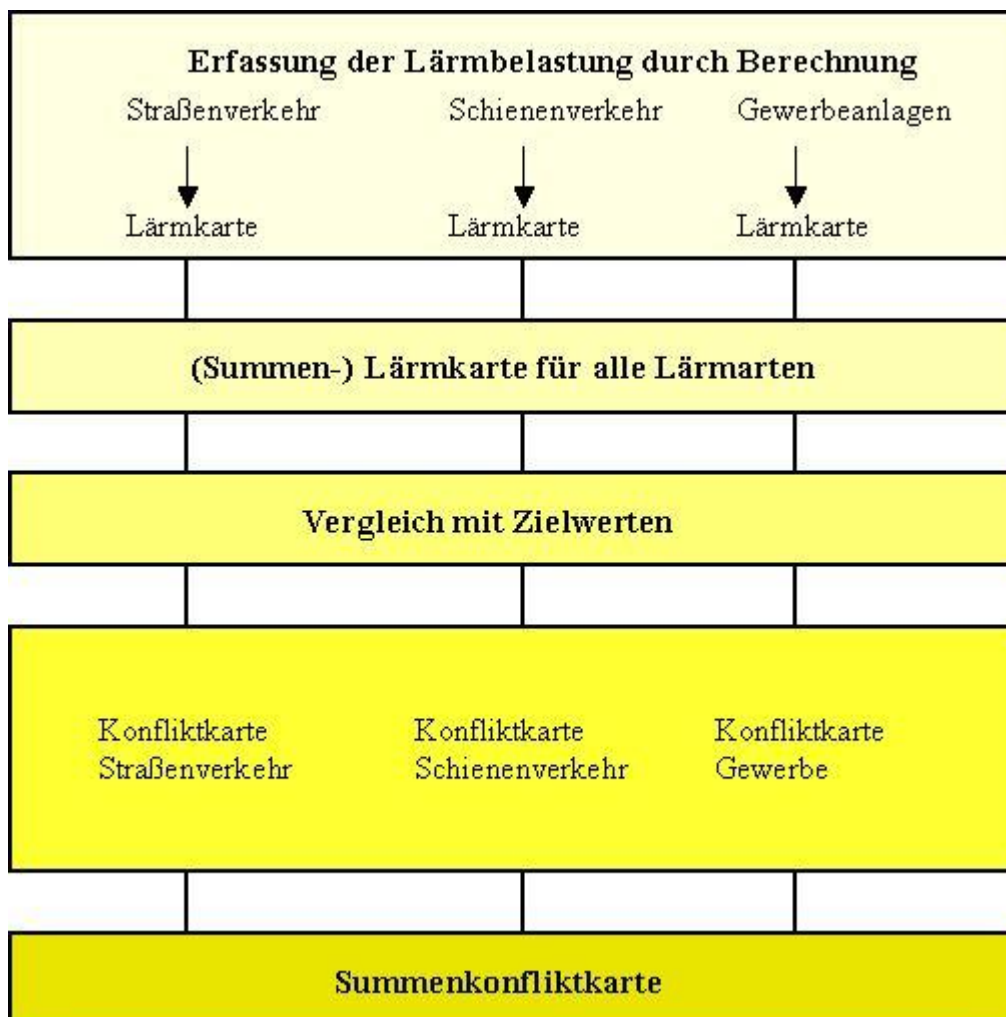 Erfassung der Lärmbelastung durch Berechnung
Straßenverkehr Schienenverkehr Gewerbeanlagen
Lärmkarte Lärmkarte Lärmkarte
(Summen-) Lärmkarte für alle Lärmarten
Vergleich mit Zielwerten
Konfliktkarte Konfliktkarte Konfliktkarte
Straßenverkehr Schienenverkehr Gewerbe
Summenkonfliktkarte